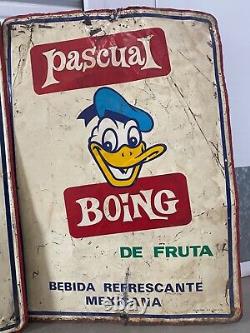 Pascual
BOING
DE FRUTA
BEBIDA REFRESCANTE
MEXICANA